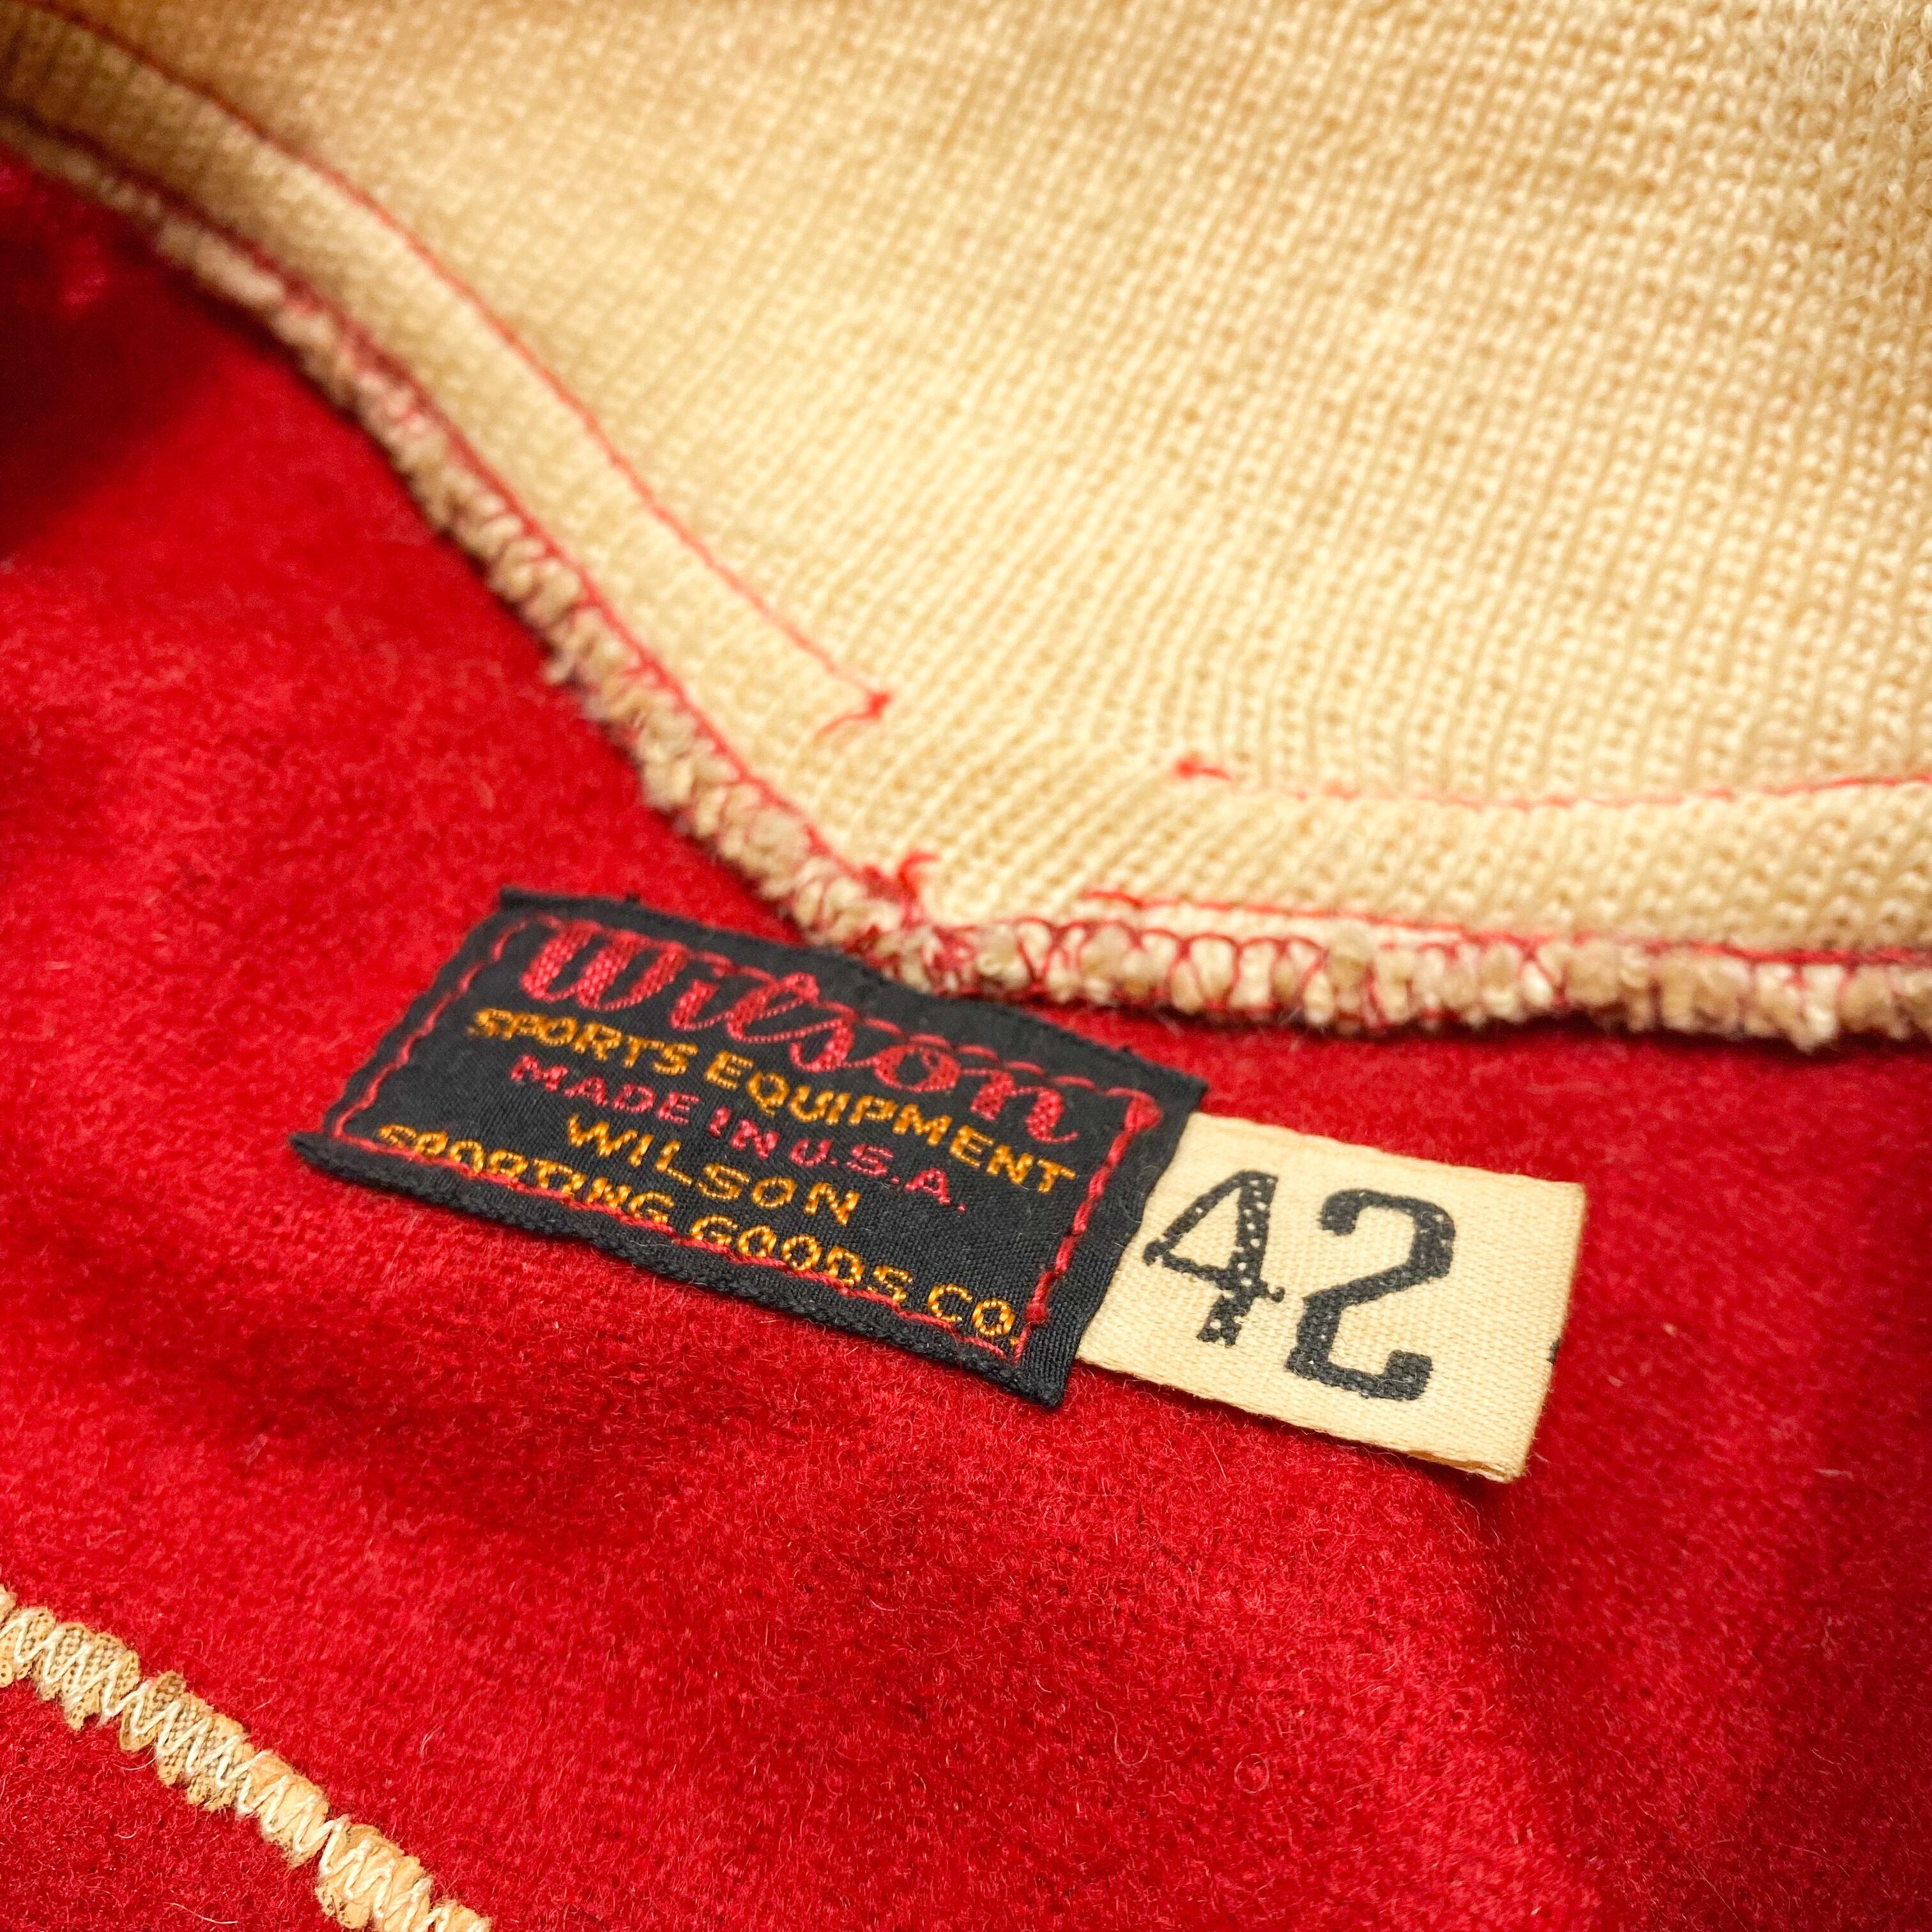 Wilson
SPORTS EQUIPMENT
MADE IN U.S.A.
WILSON
SPORTING GOODS CO.
42